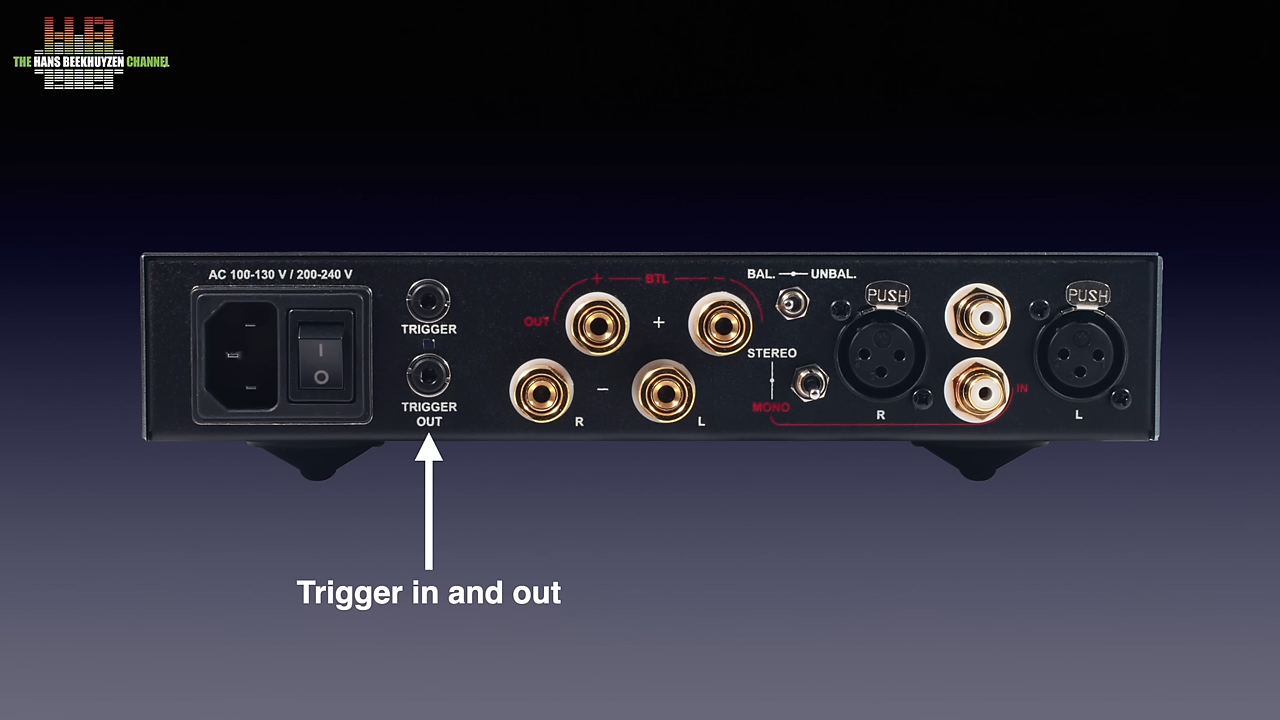 THE HANS BEEKHUYZEN CHANNEL
AC 100-130 V / 200-240 V
TRIGGER
TRIGGER
OUT
OUT
+ BTL -
+
-
R
L
BAL. UNBAL.
STEREO
MONO
PUSH
R
IN
PUSH
L
Trigger in and out